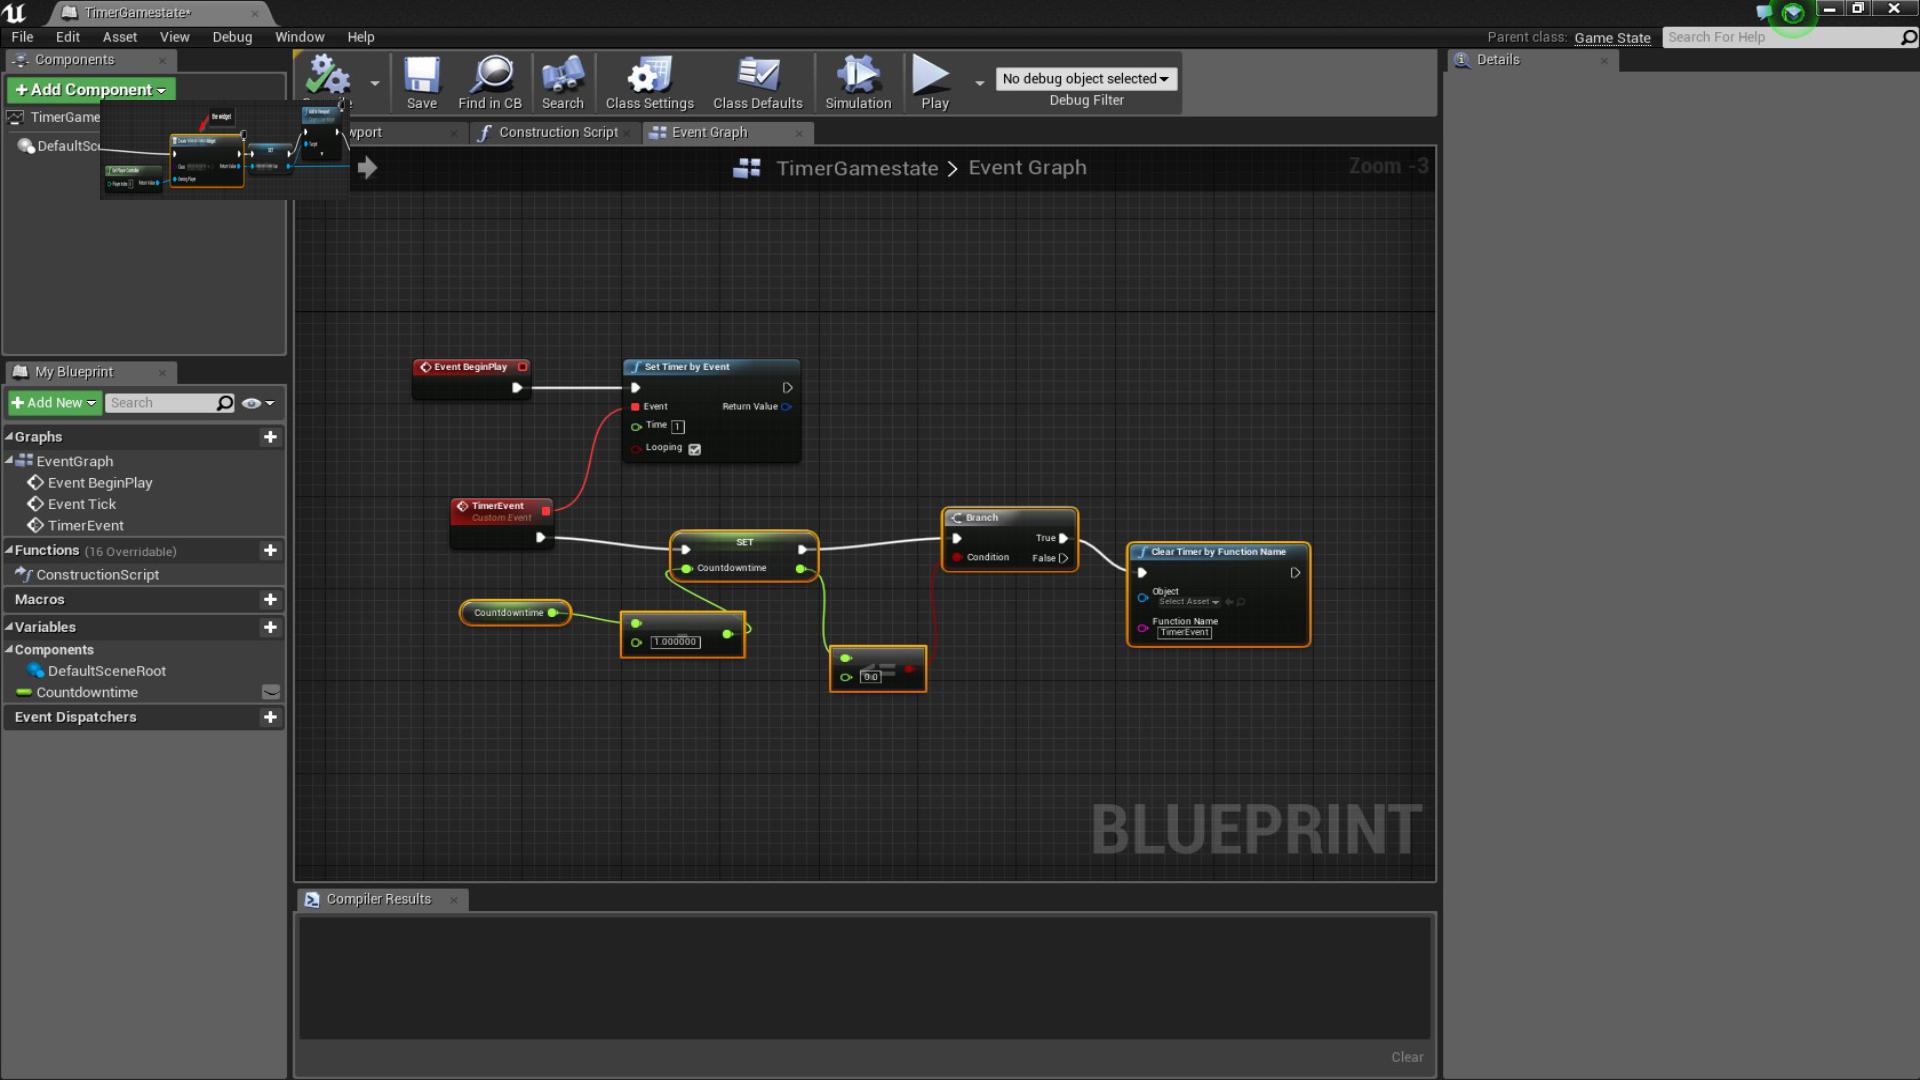 TimerGamestate*
File Edit Asset View Debug Window Help
Parent class: Game State
Search For Help
Components
Add Component
TimerGame
DefaultSc
the widget
Save
Find in CB
Search
Class Settings
Class Defaults
Simulation
Play
No debug object selected
Debug Filter
Details
wport
Construction Script
Event Graph
TimerGamestate > Event Graph
Zoom -3
Event BeginPlay
Set Timer by Event
Event
Return Value
Time 1
Looping
TimerEvent
Custom Event
SET
Countdowntime
Countdowntime
1.000000
0.0
Branch
True
Condition
False
Clear Timer by Function Name
Object
Select Asset
Function Name
TimerEvent
BLUEPRINT
My Blueprint
Add New
Search
Graphs
EventGraph
Event BeginPlay
Event Tick
TimerEvent
Functions (16 Overridable)
ConstructionScript
Macros
Variables
Components
DefaultSceneRoot
Countdowntime
Event Dispatchers
Compiler Results
Clear